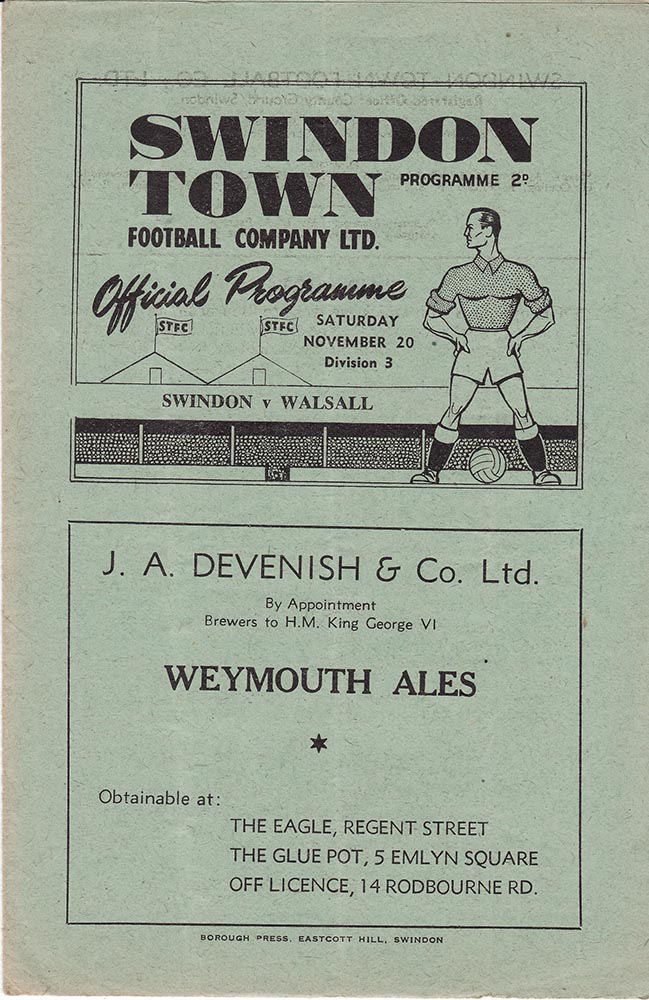 SWINDON
TOWN
PROGRAMME 2D
FOOTBALL COMPANY LTD.
Official Programme
STFC
STFC
SATURDAY
NOVEMBER 20
Division 3
SWINDON v WALSALL
J. A. DEVENISH & Co. Ltd.
By Appointment
Brewers to H.M. King George VI
WEYMOUTH ALES
Obtainable at:
THE EAGLE, REGENT STREET
THE GLUE POT, 5 EMLYN SQUARE
OFF LICENCE, 14 RODBOURNE RD.
BOROUGH PRESS, EASTCOTT HILL, SWINDON